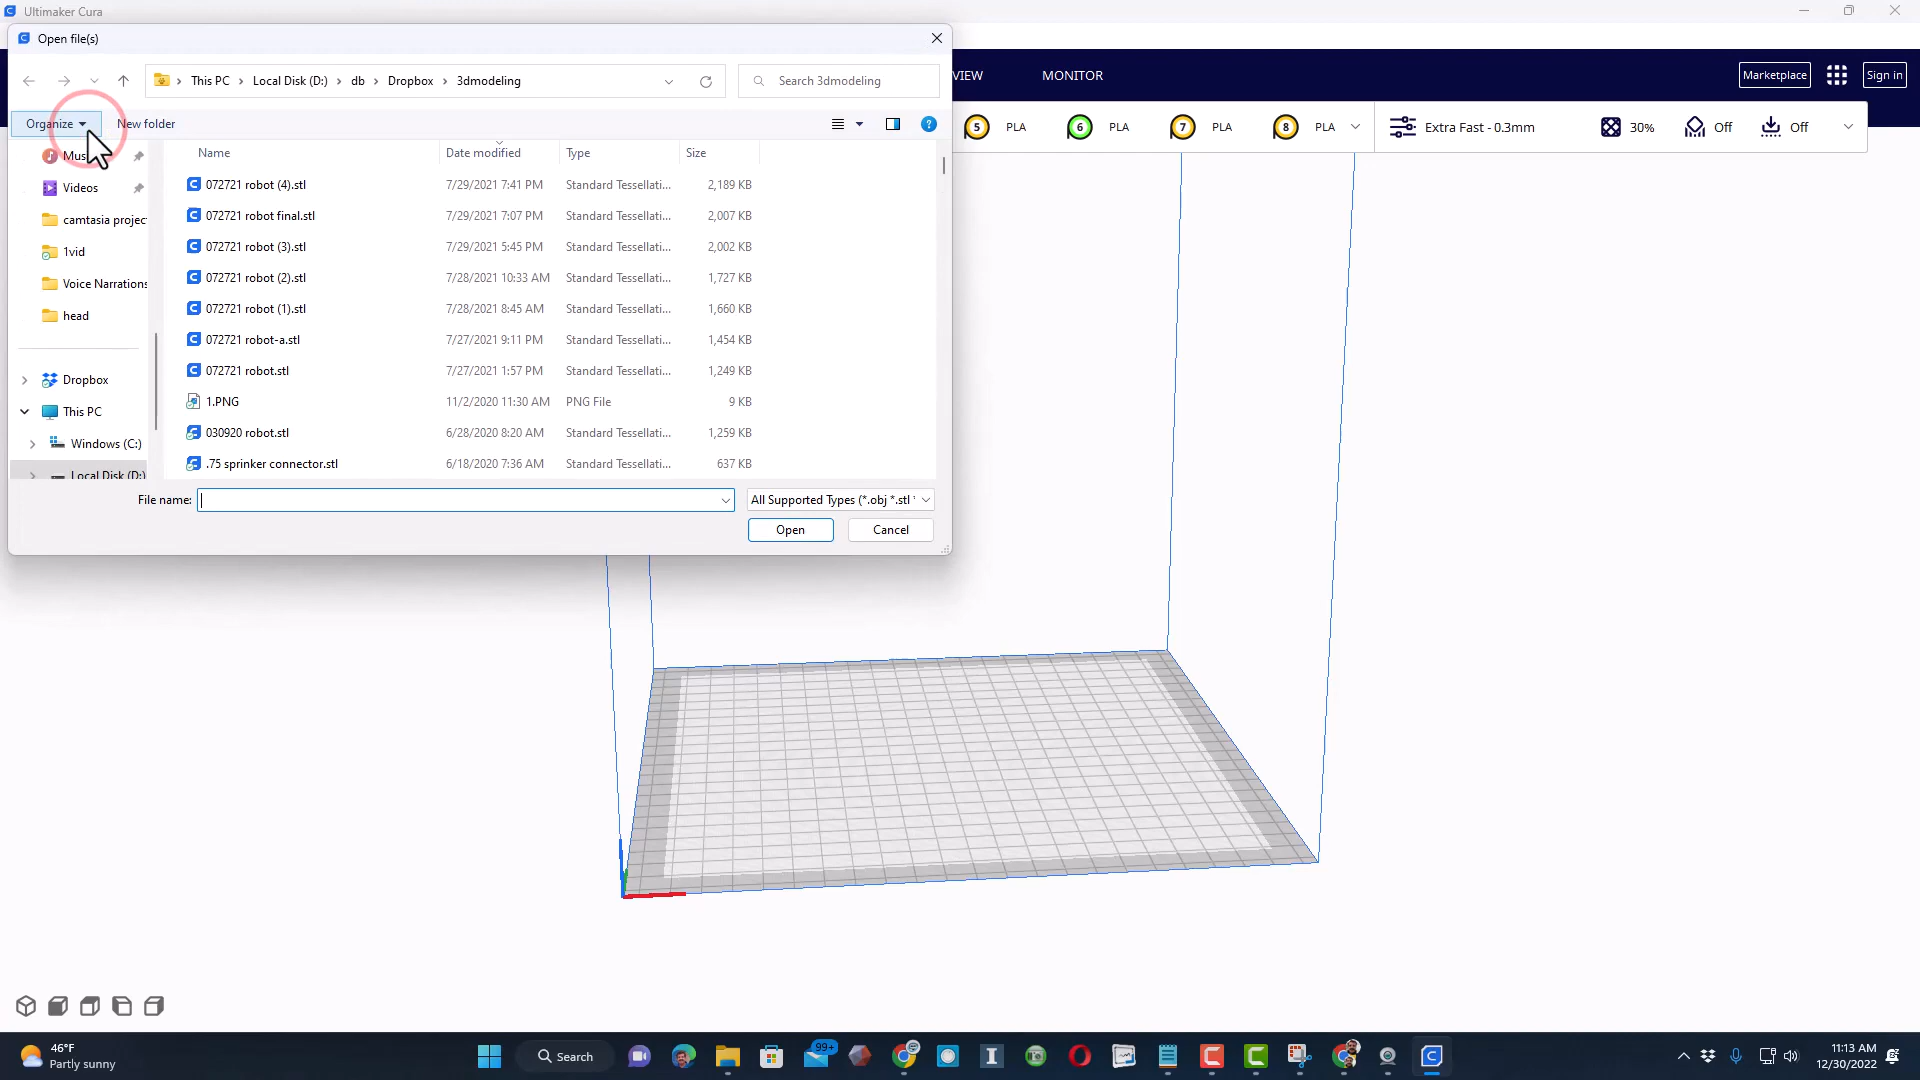 Ultimaker Cura
Open file(s)
This PC
Local Disk (D:)
db
Dropbox
3dmodeling
Search 3dmodeling
VIEW
MONITOR
Marketplace
Sign in
Organize
New folder
5 PLA
6 PLA
7 PLA
8 PLA
Extra Fast - 0.3mm
30%
Off
Off
Name Date modified Type Size
Videos
camtasia projec
1vid
Voice Narrations
head
Dropbox
This PC
Windows (C:)
Local Disk (D:)
072721 robot (4).stl 7/29/2021 7:41 PM Standard Tessellati... 2,189 KB
072721 robot final.stl 7/29/2021 7:07 PM Standard Tessellati... 2,007 KB
072721 robot (3).stl 7/29/2021 5:45 PM Standard Tessellati... 2,002 KB
072721 robot (2).stl 7/28/2021 10:33 AM Standard Tessellati... 1,727 KB
072721 robot (1).stl 7/28/2021 8:45 AM Standard Tessellati... 1,660 KB
072721 robot-a.stl 7/27/2021 9:11 PM Standard Tessellati... 1,454 KB
072721 robot.stl 7/27/2021 1:57 PM Standard Tessellati... 1,249 KB
1.PNG 11/2/2020 11:30 AM PNG File 9 KB
030920 robot.stl 6/28/2020 8:20 AM Standard Tessellati... 1,259 KB
.75 sprinker connector.stl 6/18/2020 7:36 AM Standard Tessellati... 637 KB
File name:
All Supported Types (*.obj *.stl *
Open
Cancel
46°F
Partly sunny
Search
99+
11:13 AM
12/30/2022